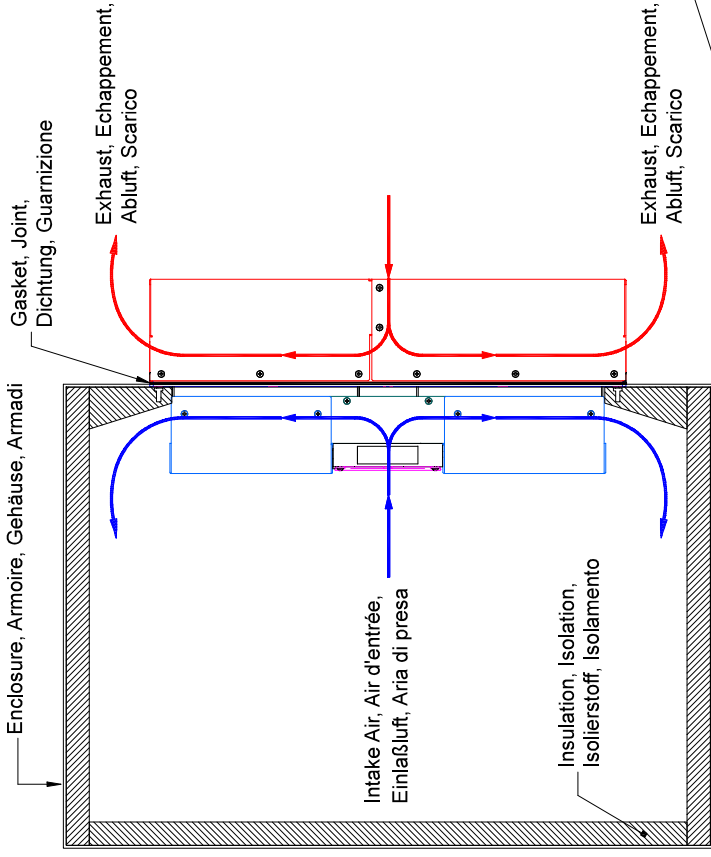 Enclosure, Armoire, Gehäuse, Armadi
Gasket, Joint,
Dichtung, Guarnizione
Exhaust, Echappement,
Abluft, Scarico
Intake Air, Air d'entrée,
Einlaßluft, Aria di presa
Insulation, Isolation,
Isolierstoff, Isolamento
Exhaust, Echappement,
Abluft, Scarico